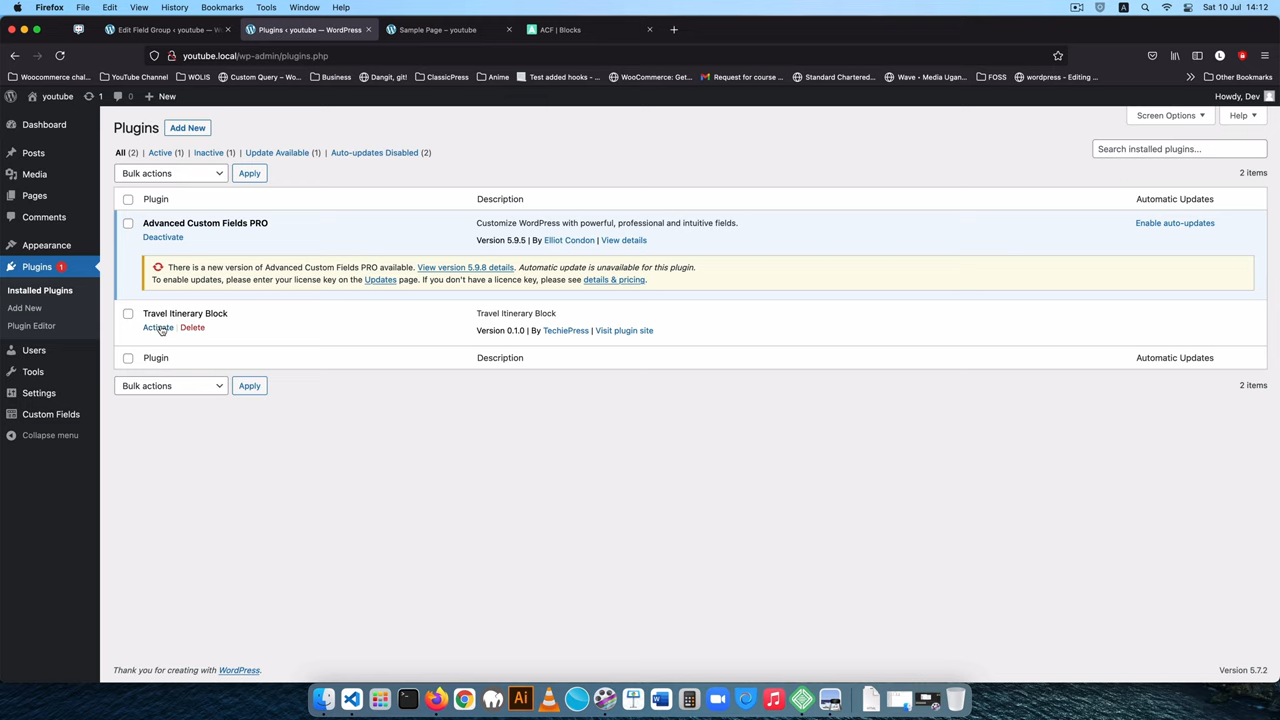 Firefox File Edit View History Bookmarks Tools Window Help A Sat 10 Jul 14:12
Edit Field Group ‹ youtube — W Plugins ‹ youtube — WordPress Sample Page – youtube ACF | Blocks
youtube.local/wp-admin/plugins.php L
Woocommerce chal... YouTube Channel WOLIS Custom Query – Wo... Business Dangit, git! ClassicPress Anime Test added hooks - ... WooCommerce: Get... Request for course ... Standard Chartered... Wave • Media Ugan... FOSS wordpress - Editing ... Other Bookmarks
youtube 1 0 New Howdy, Dev
Dashboard
Posts
Media
Pages
Comments
Appearance
Plugins 1
Installed Plugins
Add New
Plugin Editor
Users
Tools
Settings
Custom Fields
Collapse menu
Screen Options Help
Plugins Add New
All (2) | Active (1) | Inactive (1) | Update Available (1) | Auto-updates Disabled (2)
Search installed plugins...
Bulk actions Apply 2 items
Plugin Description Automatic Updates
Advanced Custom Fields PRO Customize WordPress with powerful, professional and intuitive fields. Enable auto-updates
Deactivate Version 5.9.5 | By Elliot Condon | View details
There is a new version of Advanced Custom Fields PRO available. View version 5.9.8 details. Automatic update is unavailable for this plugin.
To enable updates, please enter your license key on the Updates page. If you don't have a licence key, please see details & pricing.
Travel Itinerary Block Travel Itinerary Block
Activate | Delete Version 0.1.0 | By TechiePress | Visit plugin site
Plugin Description Automatic Updates
Bulk actions Apply 2 items
Thank you for creating with WordPress. Version 5.7.2
Ai
W